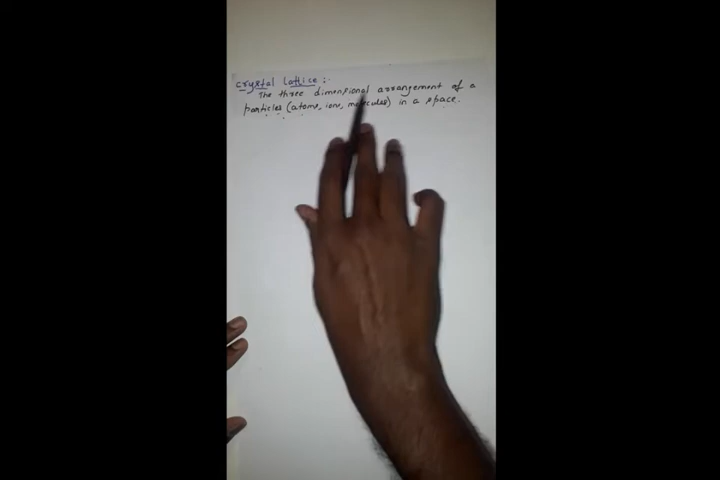 Crystal Lattice :-
The three dimensional arrangement of a
particles (atoms, ions, molecules) in a space.